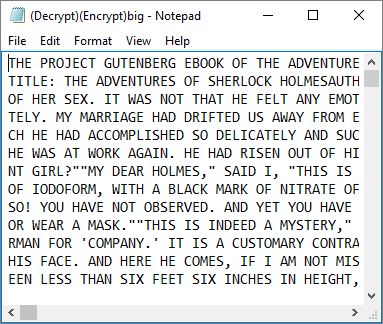 (Decrypt)(Encrypt)big - Notepad
File Edit Format View Help
THE PROJECT GUTENBERG EBOOK OF THE ADVENTURE
TITLE: THE ADVENTURES OF SHERLOCK HOLMESAUTH
OF HER SEX. IT WAS NOT THAT HE FELT ANY EMOT
TELY. MY MARRIAGE HAD DRIFTED US AWAY FROM E
CH HE HAD ACCOMPLISHED SO DELICATELY AND SUC
HE WAS AT WORK AGAIN. HE HAD RISEN OUT OF HI
NT GIRL?""MY DEAR HOLMES," SAID I, "THIS IS
OF IODOFORM, WITH A BLACK MARK OF NITRATE OF
SO! YOU HAVE NOT OBSERVED. AND YET YOU HAVE
OR WEAR A MASK.""THIS IS INDEED A MYSTERY,"
RMAN FOR 'COMPANY.' IT IS A CUSTOMARY CONTRA
HIS FACE. AND HERE HE COMES, IF I AM NOT MIS
EEN LESS THAN SIX FEET SIX INCHES IN HEIGHT,